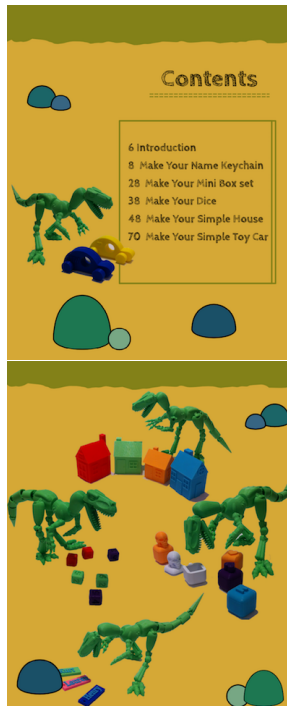 Contents
6 Introduction
8 Make Your Name Keychain
28 Make Your Mini Box set
38 Make Your Dice
48 Make Your Simple House
70 Make Your Simple Toy Car